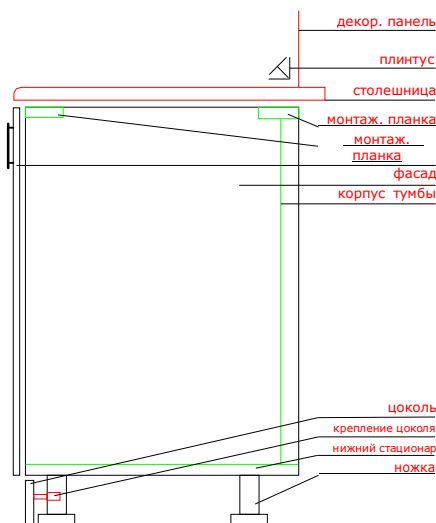 декор. панель
плинтус
столешница
монтаж. планка
монтаж.
планка
фасад
корпус тумбы
цоколь
крепление цоколя
нижний стационар
ножка